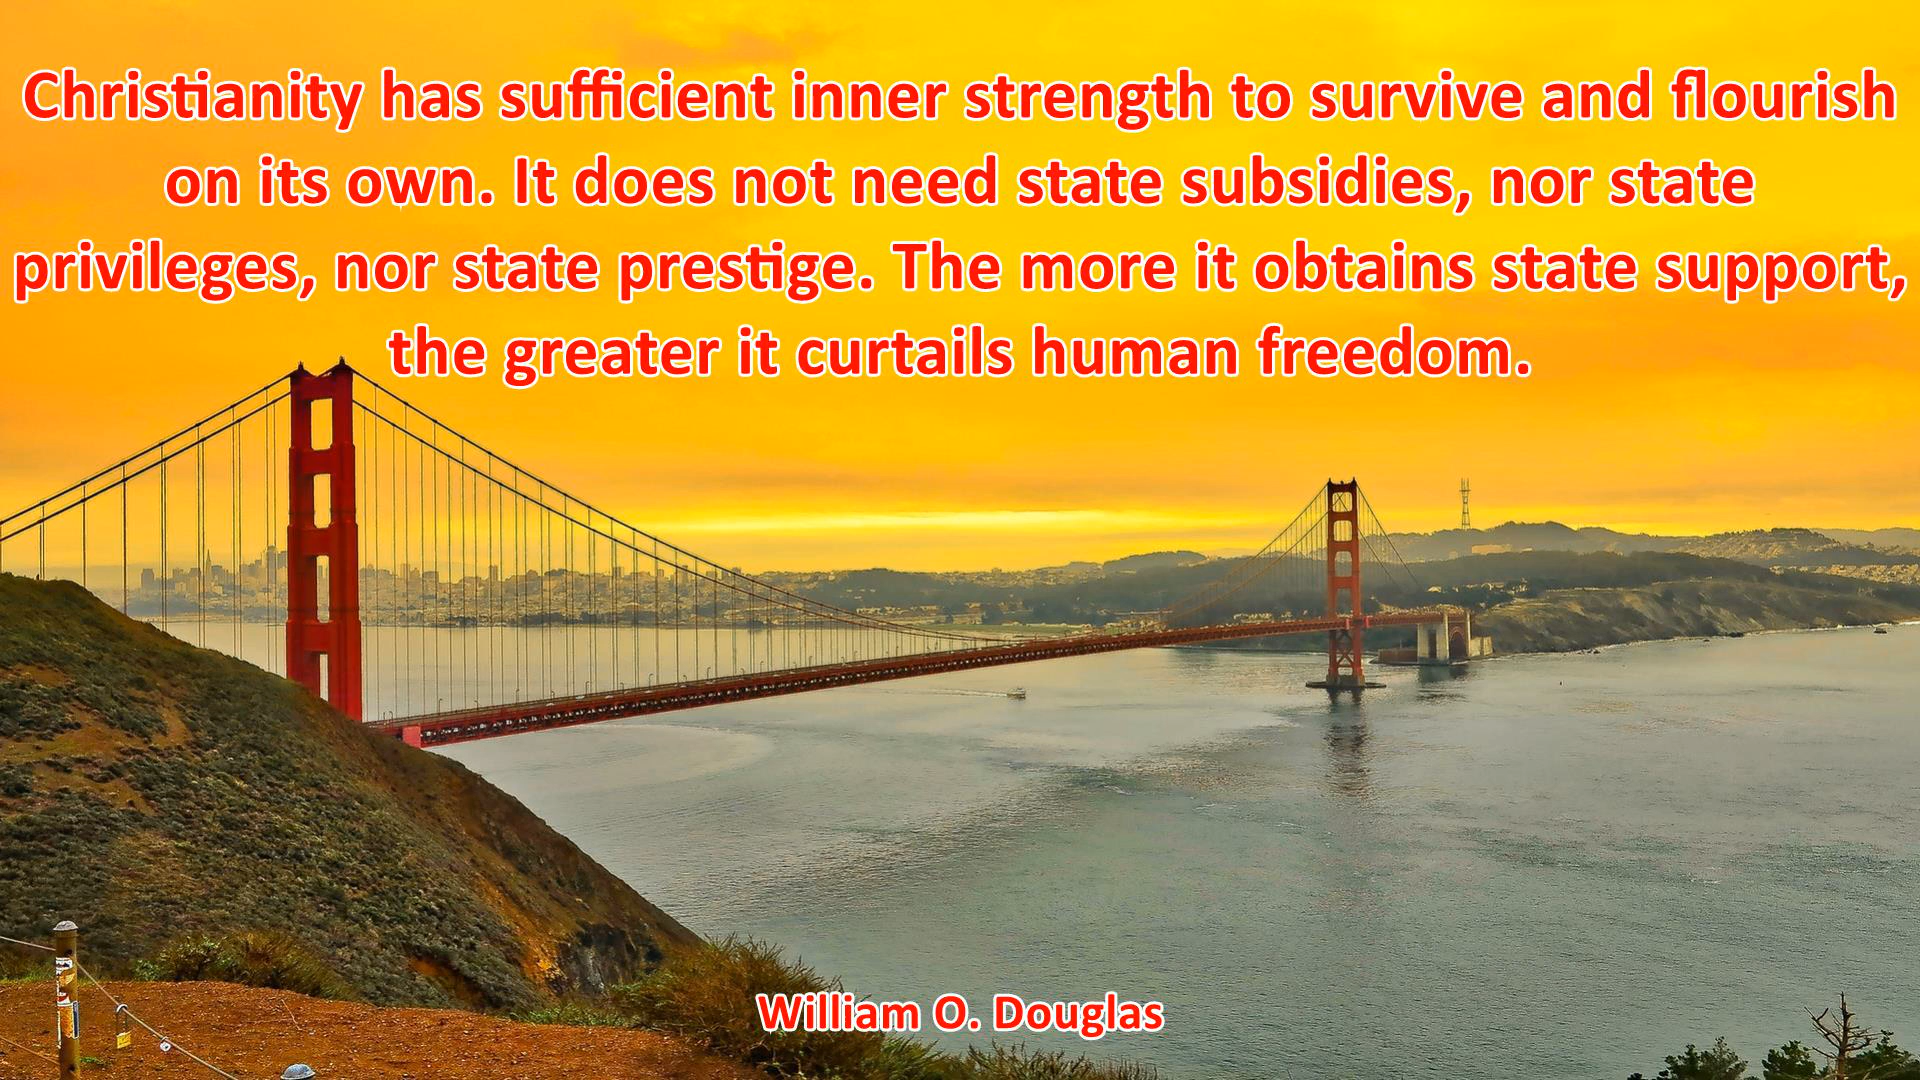 Christianity has sufficient inner strength to survive and flourish
on its own. It does not need state subsidies, nor state
privileges, nor state prestige. The more it obtains state support,
the greater it curtails human freedom.
William O. Douglas